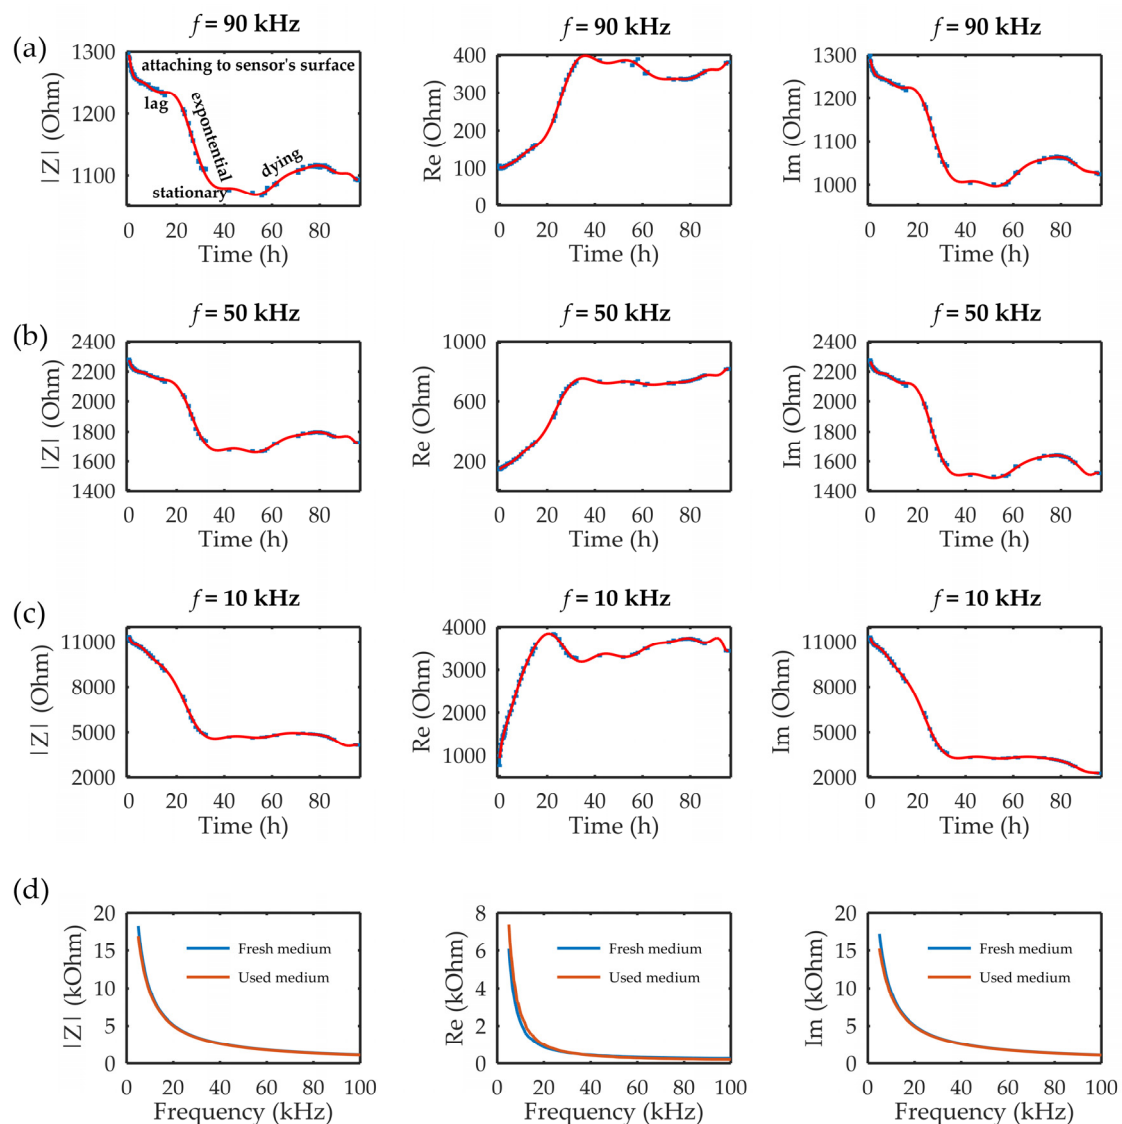 (a)
f = 90 kHz
|Z| (Ohm)
1300
1200
1100
attaching to sensor's surface
lag
expontential
stationary
dying
0 20 40 60 80
Time (h)
f = 90 kHz
Re (Ohm)
400
300
200
100
0
0 20 40 60 80
Time (h)
f = 90 kHz
Im (Ohm)
1300
1200
1100
1000
0 20 40 60 80
Time (h)
(b)
f = 50 kHz
|Z| (Ohm)
2400
2200
2000
1800
1600
1400
0 20 40 60 80
Time (h)
f = 50 kHz
Re (Ohm)
1000
600
200
0 20 40 60 80
Time (h)
f = 50 kHz
Im (Ohm)
2400
2200
2000
1800
1600
1400
0 20 40 60 80
Time (h)
(c)
f = 10 kHz
|Z| (Ohm)
11000
8000
5000
2000
0 20 40 60 80
Time (h)
f = 10 kHz
Re (Ohm)
4000
3000
2000
1000
0 20 40 60 80
Time (h)
f = 10 kHz
Im (Ohm)
11000
8000
5000
2000
0 20 40 60 80
Time (h)
(d)
|Z| (kOhm)
20
15
10
5
0
Fresh medium
Used medium
0 20 40 60 80 100
Frequency (kHz)
Re (kOhm)
8
6
4
2
0
Fresh medium
Used medium
0 20 40 60 80 100
Frequency (kHz)
Im (kOhm)
20
15
10
5
0
Fresh medium
Used medium
0 20 40 60 80 100
Frequency (kHz)